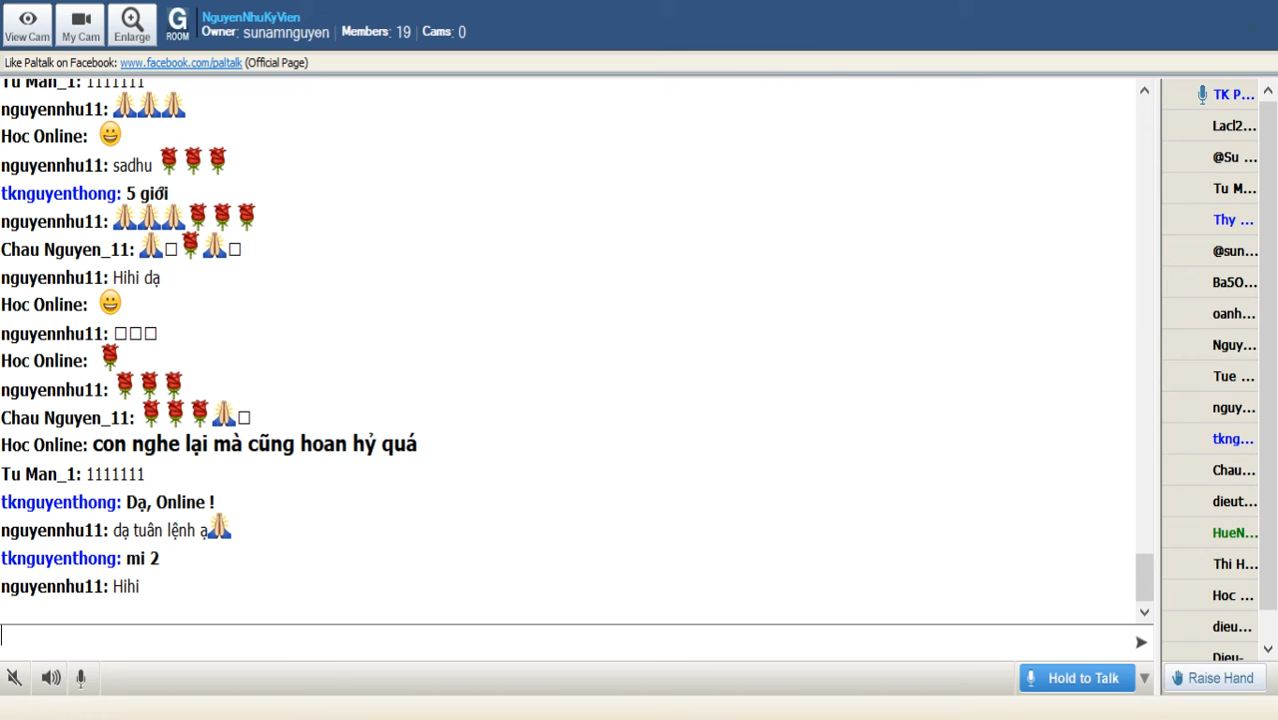 View Cam
My Cam
Enlarge
G
ROOM
NguyenNhuKyVien
Owner: sunamnguyen Members: 19 Cams: 0
Like Paltalk on Facebook: www.facebook.com/paltalk (Official Page)
Tu Man_1: 1111111
nguyennhu11: 🙏🙏🙏
Hoc Online: 😀
nguyennhu11: sadhu 🌹🌹🌹
tknguyenthong: 5 giới
nguyennhu11: 🙏🙏🙏🌹🌹🌹
Chau Nguyen_11: 🙏□🌹🙏□
nguyennhu11: Hihi dạ
Hoc Online: 😀
nguyennhu11: □□□
Hoc Online: 🌹
nguyennhu11: 🌹🌹🌹
Chau Nguyen_11: 🌹🌹🌹🙏□
Hoc Online: con nghe lại mà cũng hoan hỷ quá
Tu Man_1: 1111111
tknguyenthong: Dạ, Online !
nguyennhu11: dạ tuân lệnh ạ🙏
tknguyenthong: mi 2
nguyennhu11: Hihi
TK P...
Lacl2...
@Su ...
Tu M...
Thy ...
@sun...
Ba5O...
oanh...
Nguy...
Tue ...
nguy...
tkng...
Chau...
dieut...
HueN...
Thi H...
Hoc ...
dieu...
Dieu-
Hold to Talk
Raise Hand